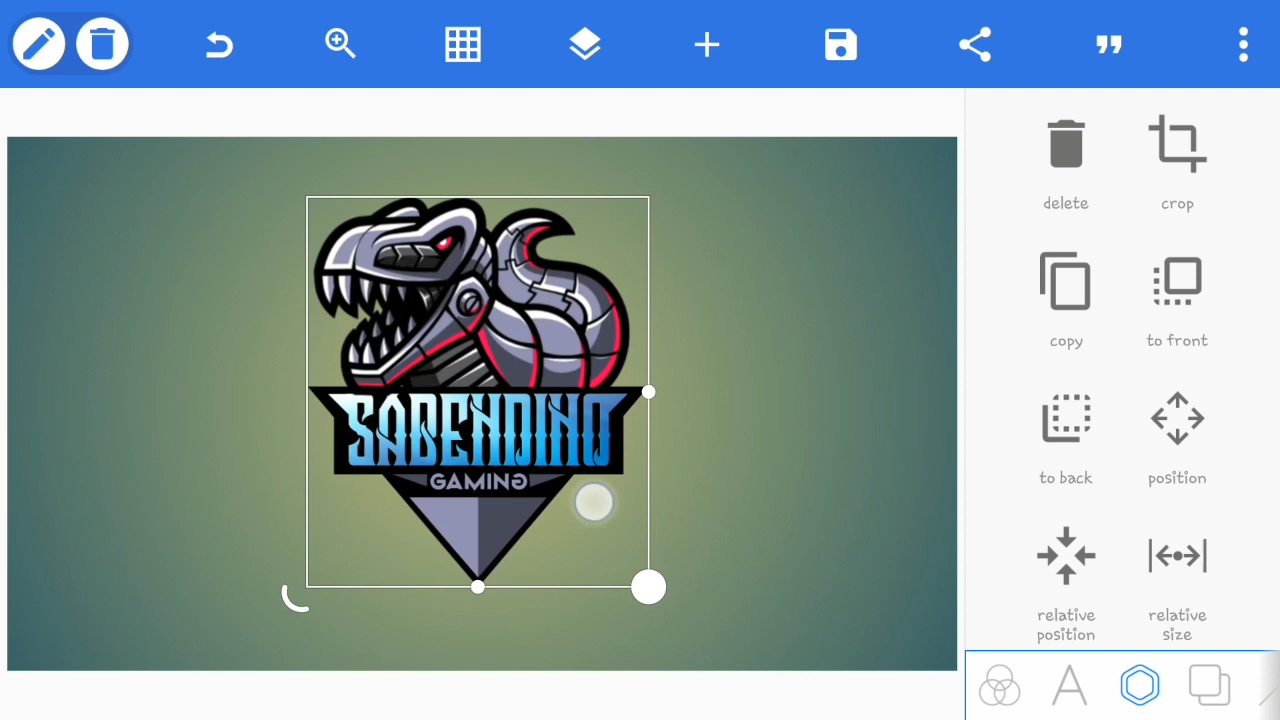 delete
crop
copy
to front
SABENDINO
GAMING
to back
position
relative
position
relative
size